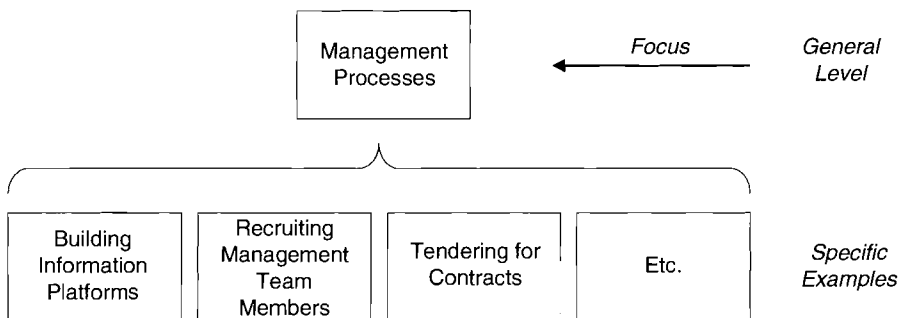 Management
Processes
Focus
General
Level
Building
Information
Platforms
Recruiting
Management
Team
Members
Tendering for
Contracts
Etc.
Specific
Examples